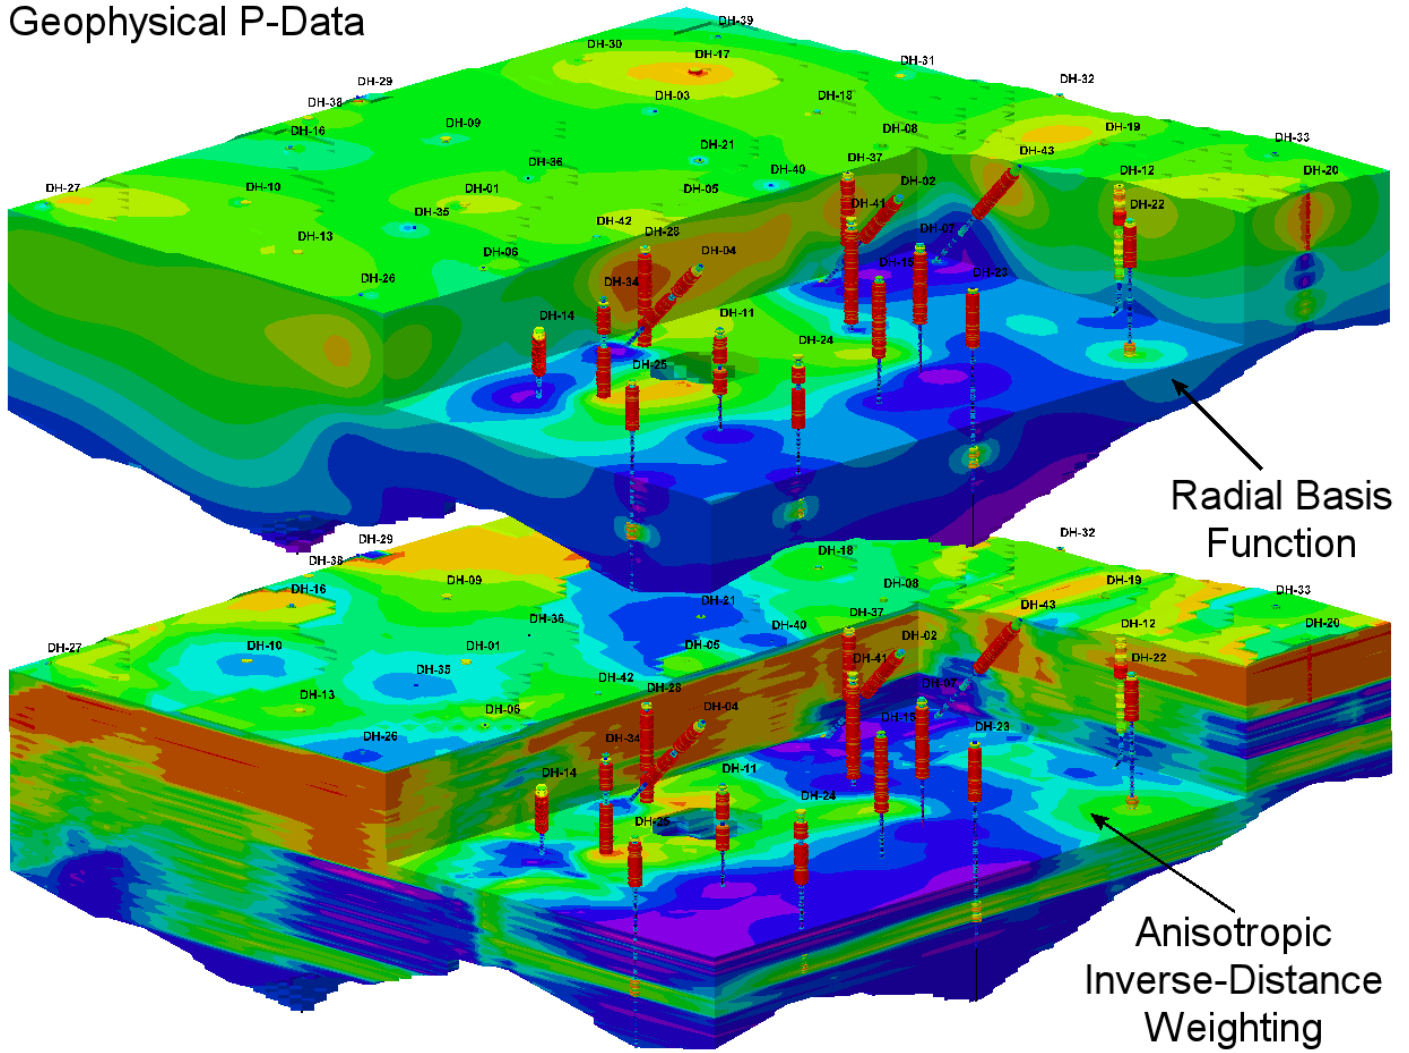 Geophysical P-Data
DH-39
DH-30
DH-17
DH-31
DH-29
DH-32
DH-38
DH-03
DH-18
DH-16
DH-09
DH-19
DH-08
DH-33
DH-21
DH-43
DH-36
DH-37
DH-40
DH-12
DH-20
DH-27
DH-10
DH-01
DH-05
DH-02
DH-35
DH-41
DH-22
DH-42
DH-13
DH-28
DH-07
DH-06
DH-04
DH-15
DH-26
DH-34
DH-23
DH-14
DH-11
DH-24
DH-25
Radial Basis
Function
DH-32
DH-29
DH-18
DH-38
DH-09
DH-19
DH-16
DH-08
DH-33
DH-21
DH-43
DH-37
DH-36
DH-40
DH-12
DH-20
DH-27
DH-10
DH-01
DH-05
DH-02
DH-35
DH-41
DH-22
DH-42
DH-13
DH-28
DH-07
DH-06
DH-04
DH-15
DH-26
DH-34
DH-23
DH-14
DH-11
DH-24
DH-25
Anisotropic
Inverse-Distance
Weighting